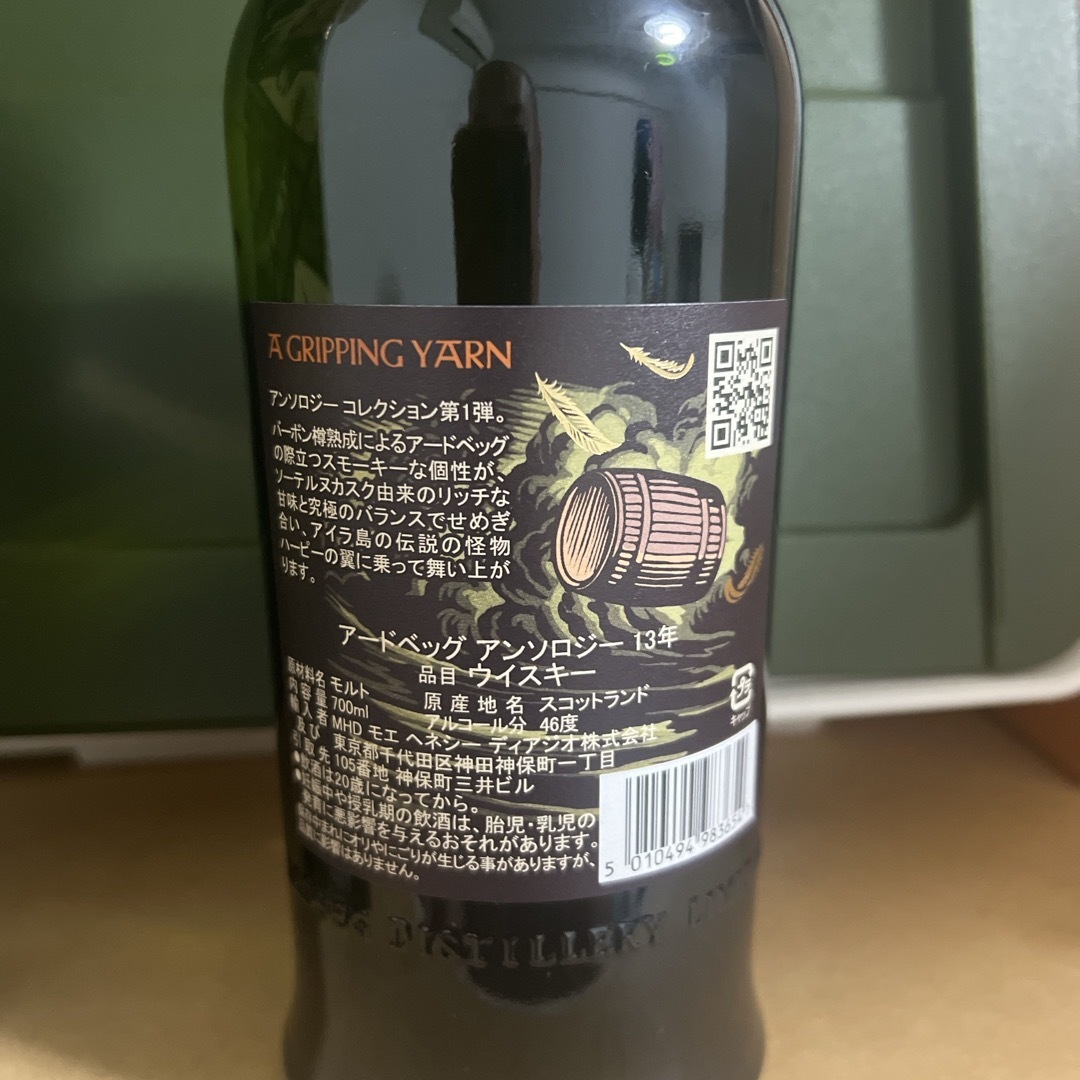 A GRIPPING YARN
アンソロジー コレクション第1弾。
バーボン樽熟成によるアードベッグ
の際立つスモーキーな個性が、
ソーテルヌカスク由来のリッチな
甘味と究極のバランスでせめぎ
合い、アイラ島の伝説の怪物
ハーピーの翼に乗って舞い上が
ります。
アードベッグ アンソロジー 13年
品目 ウイスキー
原材料名 モルト 原産地名 スコットランド
内容量 700ml アルコール分 46度
輸入者 MHD モエ ヘネシー ディアジオ株式会社
及び 東京都千代田区神田神保町一丁目
引取先 105番地 神保町三井ビル
●飲酒は20歳になってから。
●妊娠中や授乳期の飲酒は、胎児・乳児の
発育に悪影響を与えるおそれがあります。
まれにオリやにごりが生じる事がありますが、
影響はありません。
キャップ
5 010494 983654
DISTILLERY